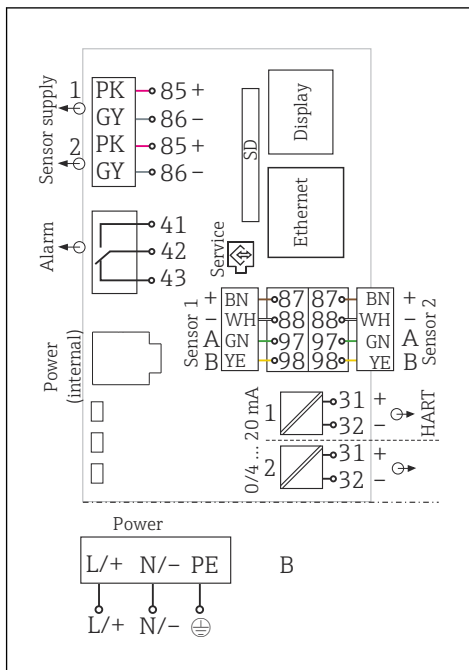 Sensor supply
1 PK 85 +
GY 86 -
2 PK 85 +
GY 86 -
Display
SD
Ethernet
Alarm
41
42
43
Service
Power
(internal)
Sensor 1
+ BN 87 87 BN +
- WH 88 88 WH -
A GN 97 97 GN A
B YE 98 98 YE B
Sensor 2
0/4 ... 20 mA
1 31 +
32 -
HART
2 31 +
32 -
Power
L/+ N/- PE
B
L/+ N/-